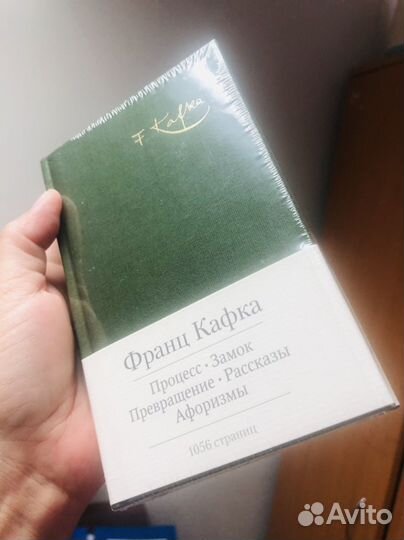 F Kafka
Франц Кафка
Процесс · Замок
Превращение · Рассказы
Афоризмы
1056 страниц
Avito